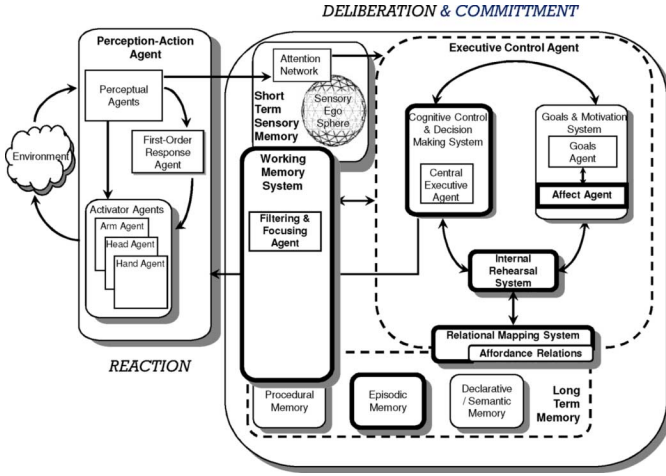 DELIBERATION & COMMITTMENT
Perception-Action
Agent
Perceptual
Agents
First-Order
Response
Agent
Environment
Activator Agents
Arm Agent
Head Agent
Hand Agent
REACTION
Attention
Network
Short
Term
Sensory
Memory
Sensory
Ego
Sphere
Working
Memory
System
Filtering &
Focusing
Agent
Executive Control Agent
Cognitive Control
& Decision
Making System
Central
Executive
Agent
Goals & Motivation
System
Goals
Agent
Affect Agent
Internal
Rehearsal
System
Relational Mapping System
Affordance Relations
Procedural
Memory
Episodic
Memory
Declarative
/ Semantic
Memory
Long
Term
Memory